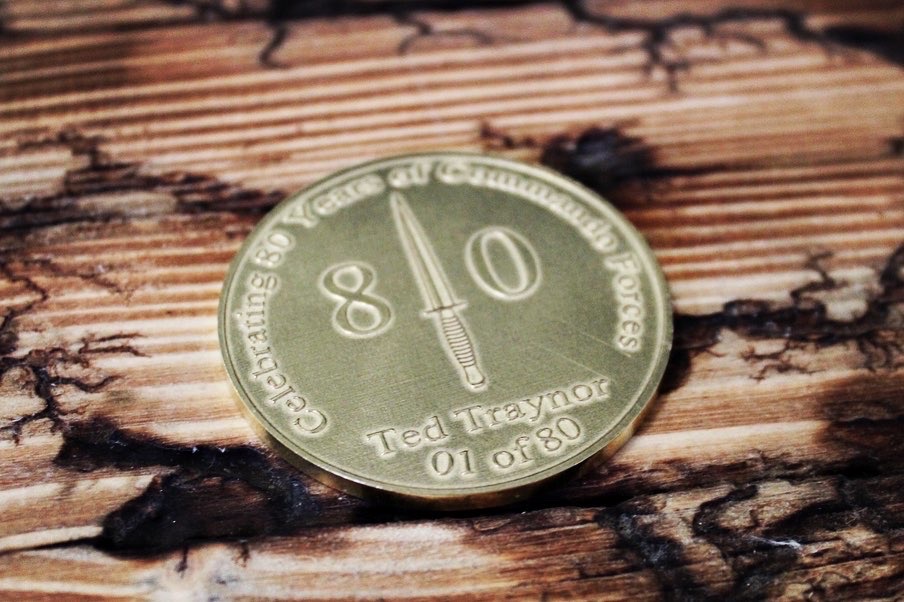 Celebrating 80 Years of Commando Forces
8 0
Ted Traynor
01 of 80